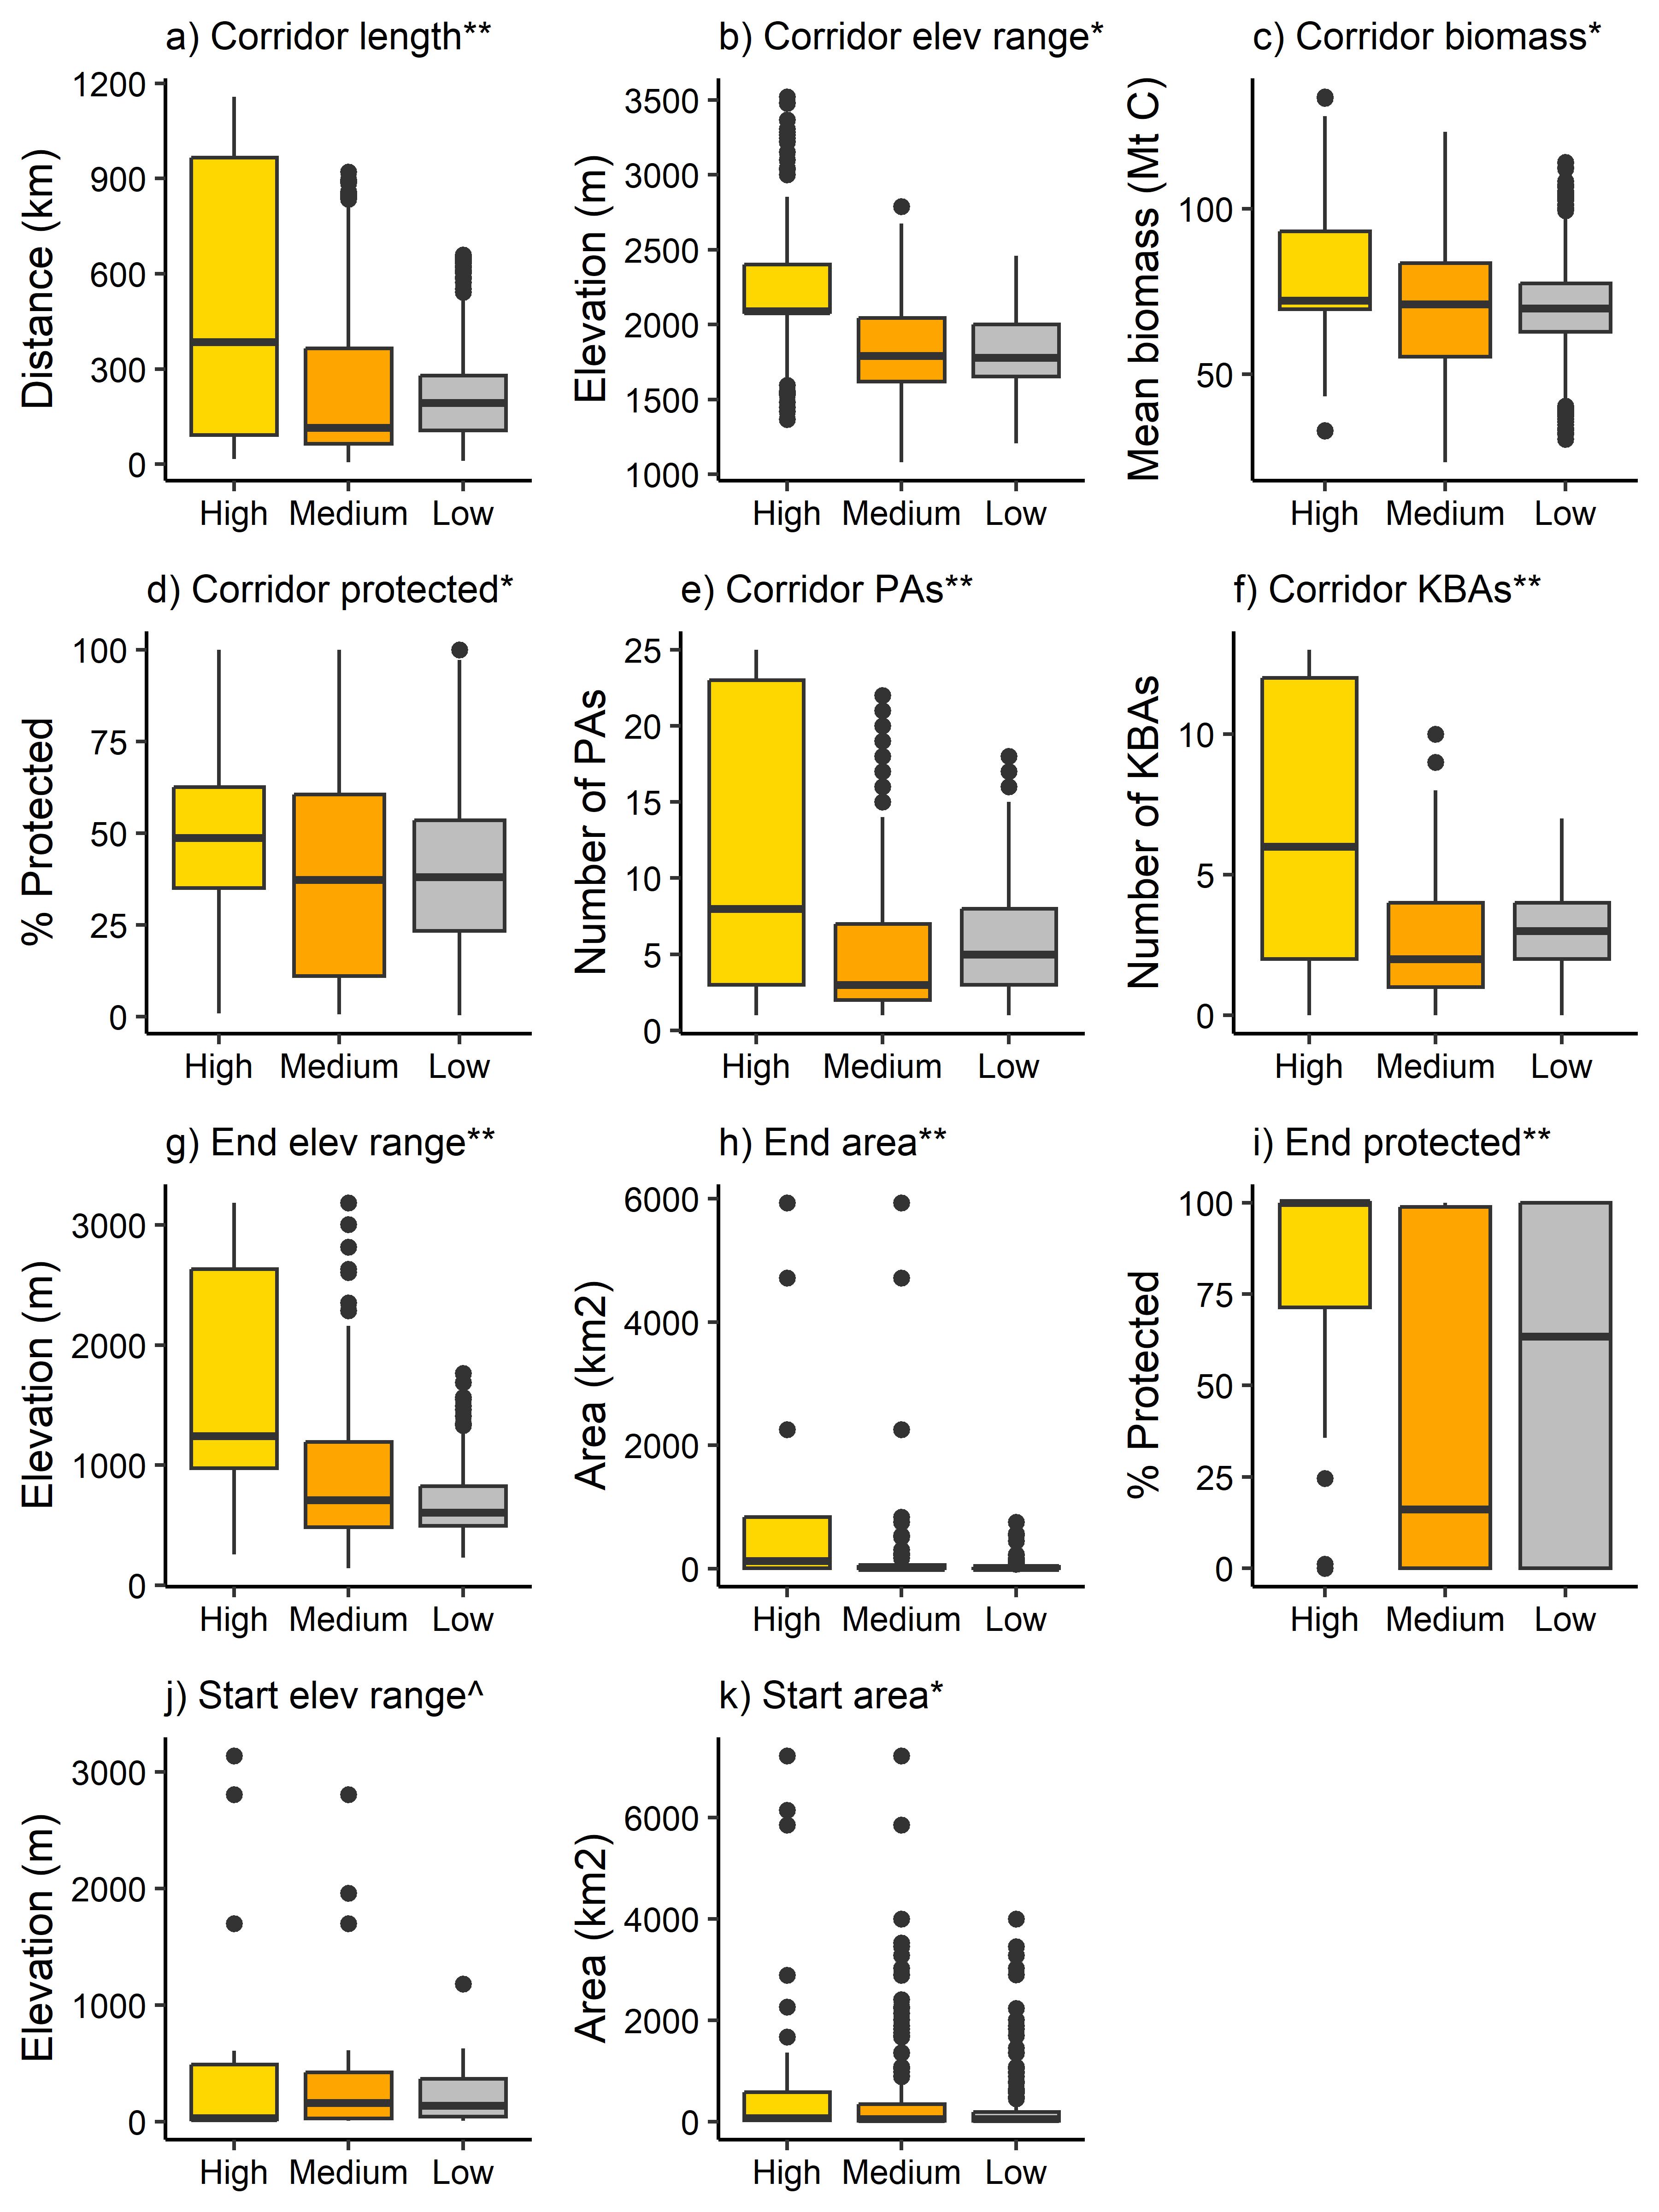 a) Corridor length**
b) Corridor elev range*
c) Corridor biomass*
Distance (km)
1200
900
600
300
0
High Medium Low
Elevation (m)
3500
3000
2500
2000
1500
1000
High Medium Low
Mean biomass (Mt C)
100
50
High Medium Low
d) Corridor protected*
e) Corridor PAs**
f) Corridor KBAs**
% Protected
100
75
50
25
0
High Medium Low
Number of PAs
25
20
15
10
5
0
High Medium Low
Number of KBAs
10
5
0
High Medium Low
g) End elev range**
h) End area**
i) End protected**
Elevation (m)
3000
2000
1000
0
High Medium Low
Area (km2)
6000
4000
2000
0
High Medium Low
% Protected
100
75
50
25
0
High Medium Low
j) Start elev range^
k) Start area*
Elevation (m)
3000
2000
1000
0
High Medium Low
Area (km2)
6000
4000
2000
0
High Medium Low